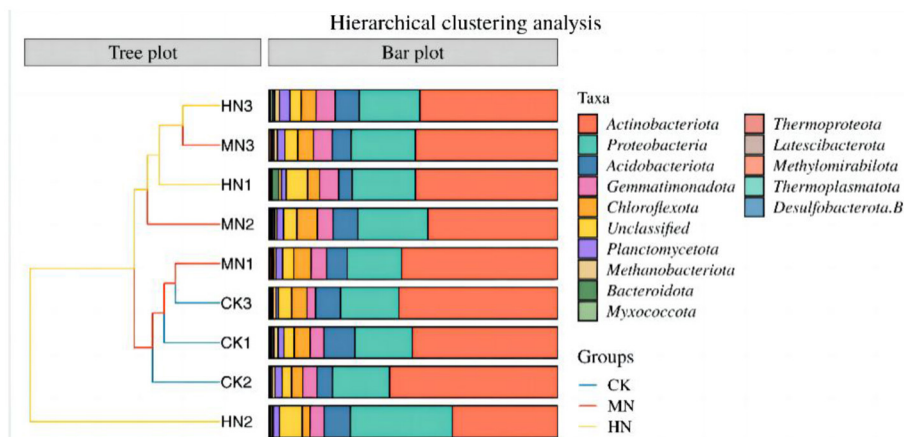 Hierarchical clustering analysis
Tree plot
Bar plot
HN3
MN3
HN1
MN2
MN1
CK3
CK1
CK2
HN2
Taxa
Actinobacteriota
Proteobacteria
Acidobacteriota
Gemmatimonadota
Chloroflexota
Unclassified
Planctomycetota
Methanobacteriota
Bacteroidota
Myxococcota
Thermoproteota
Latescibacterota
Methylomirabilota
Thermoplasmatota
Desulfobacterota.B
Groups
CK
MN
HN